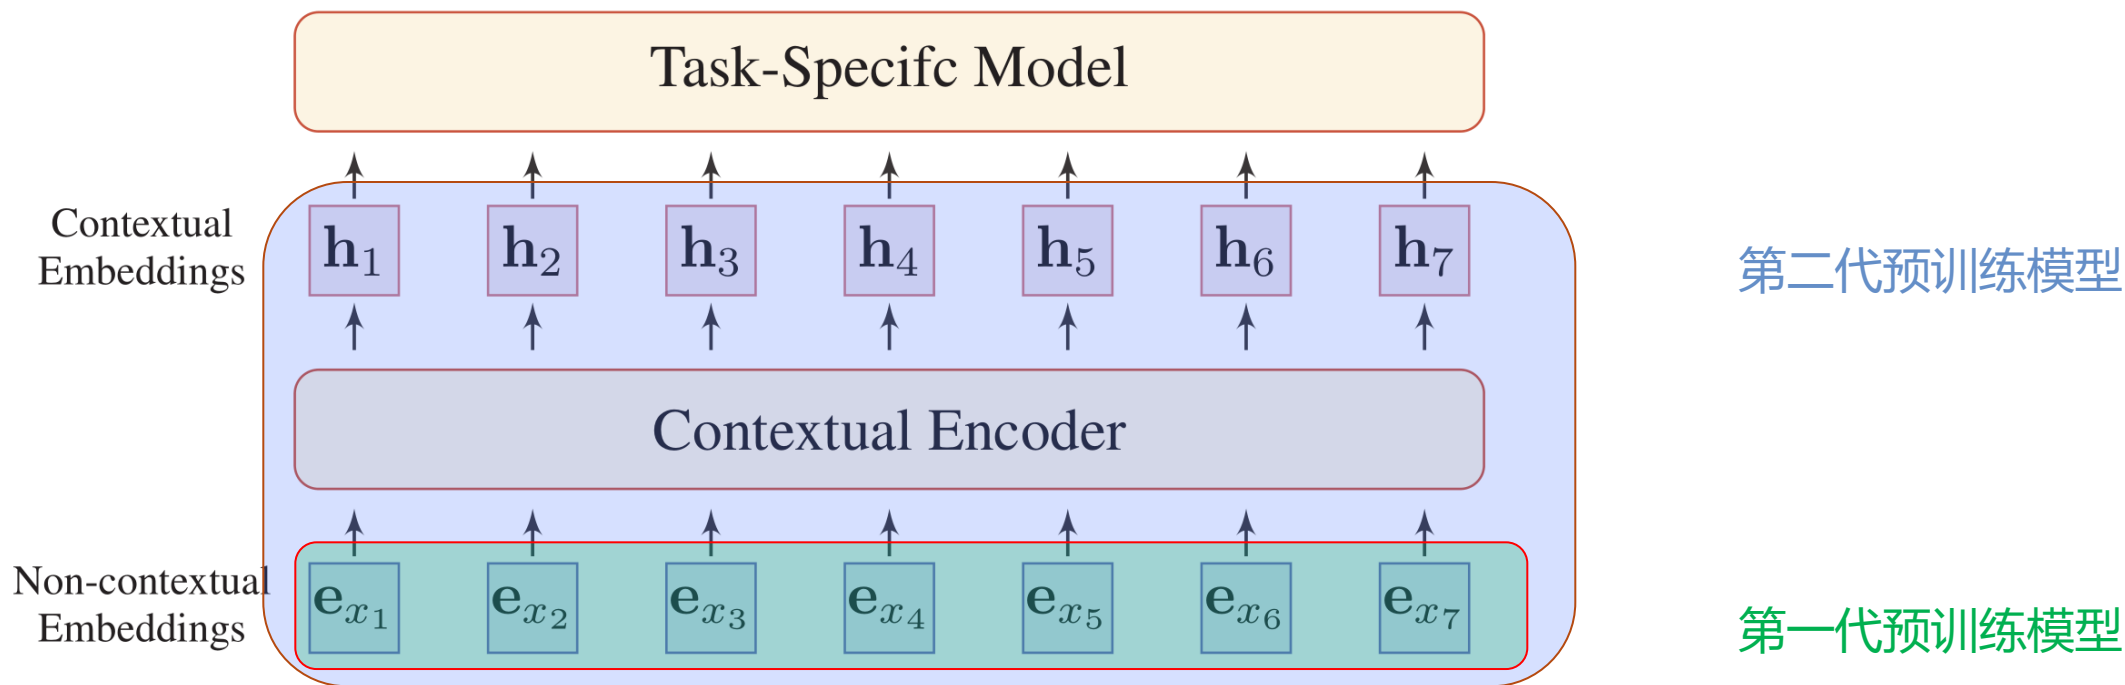 Task-Specifc Model
Contextual
Embeddings
h1 h2 h3 h4 h5 h6 h7
第二代预训练模型
Contextual Encoder
Non-contextual
Embeddings
ex1 ex2 ex3 ex4 ex5 ex6 ex7
第一代预训练模型